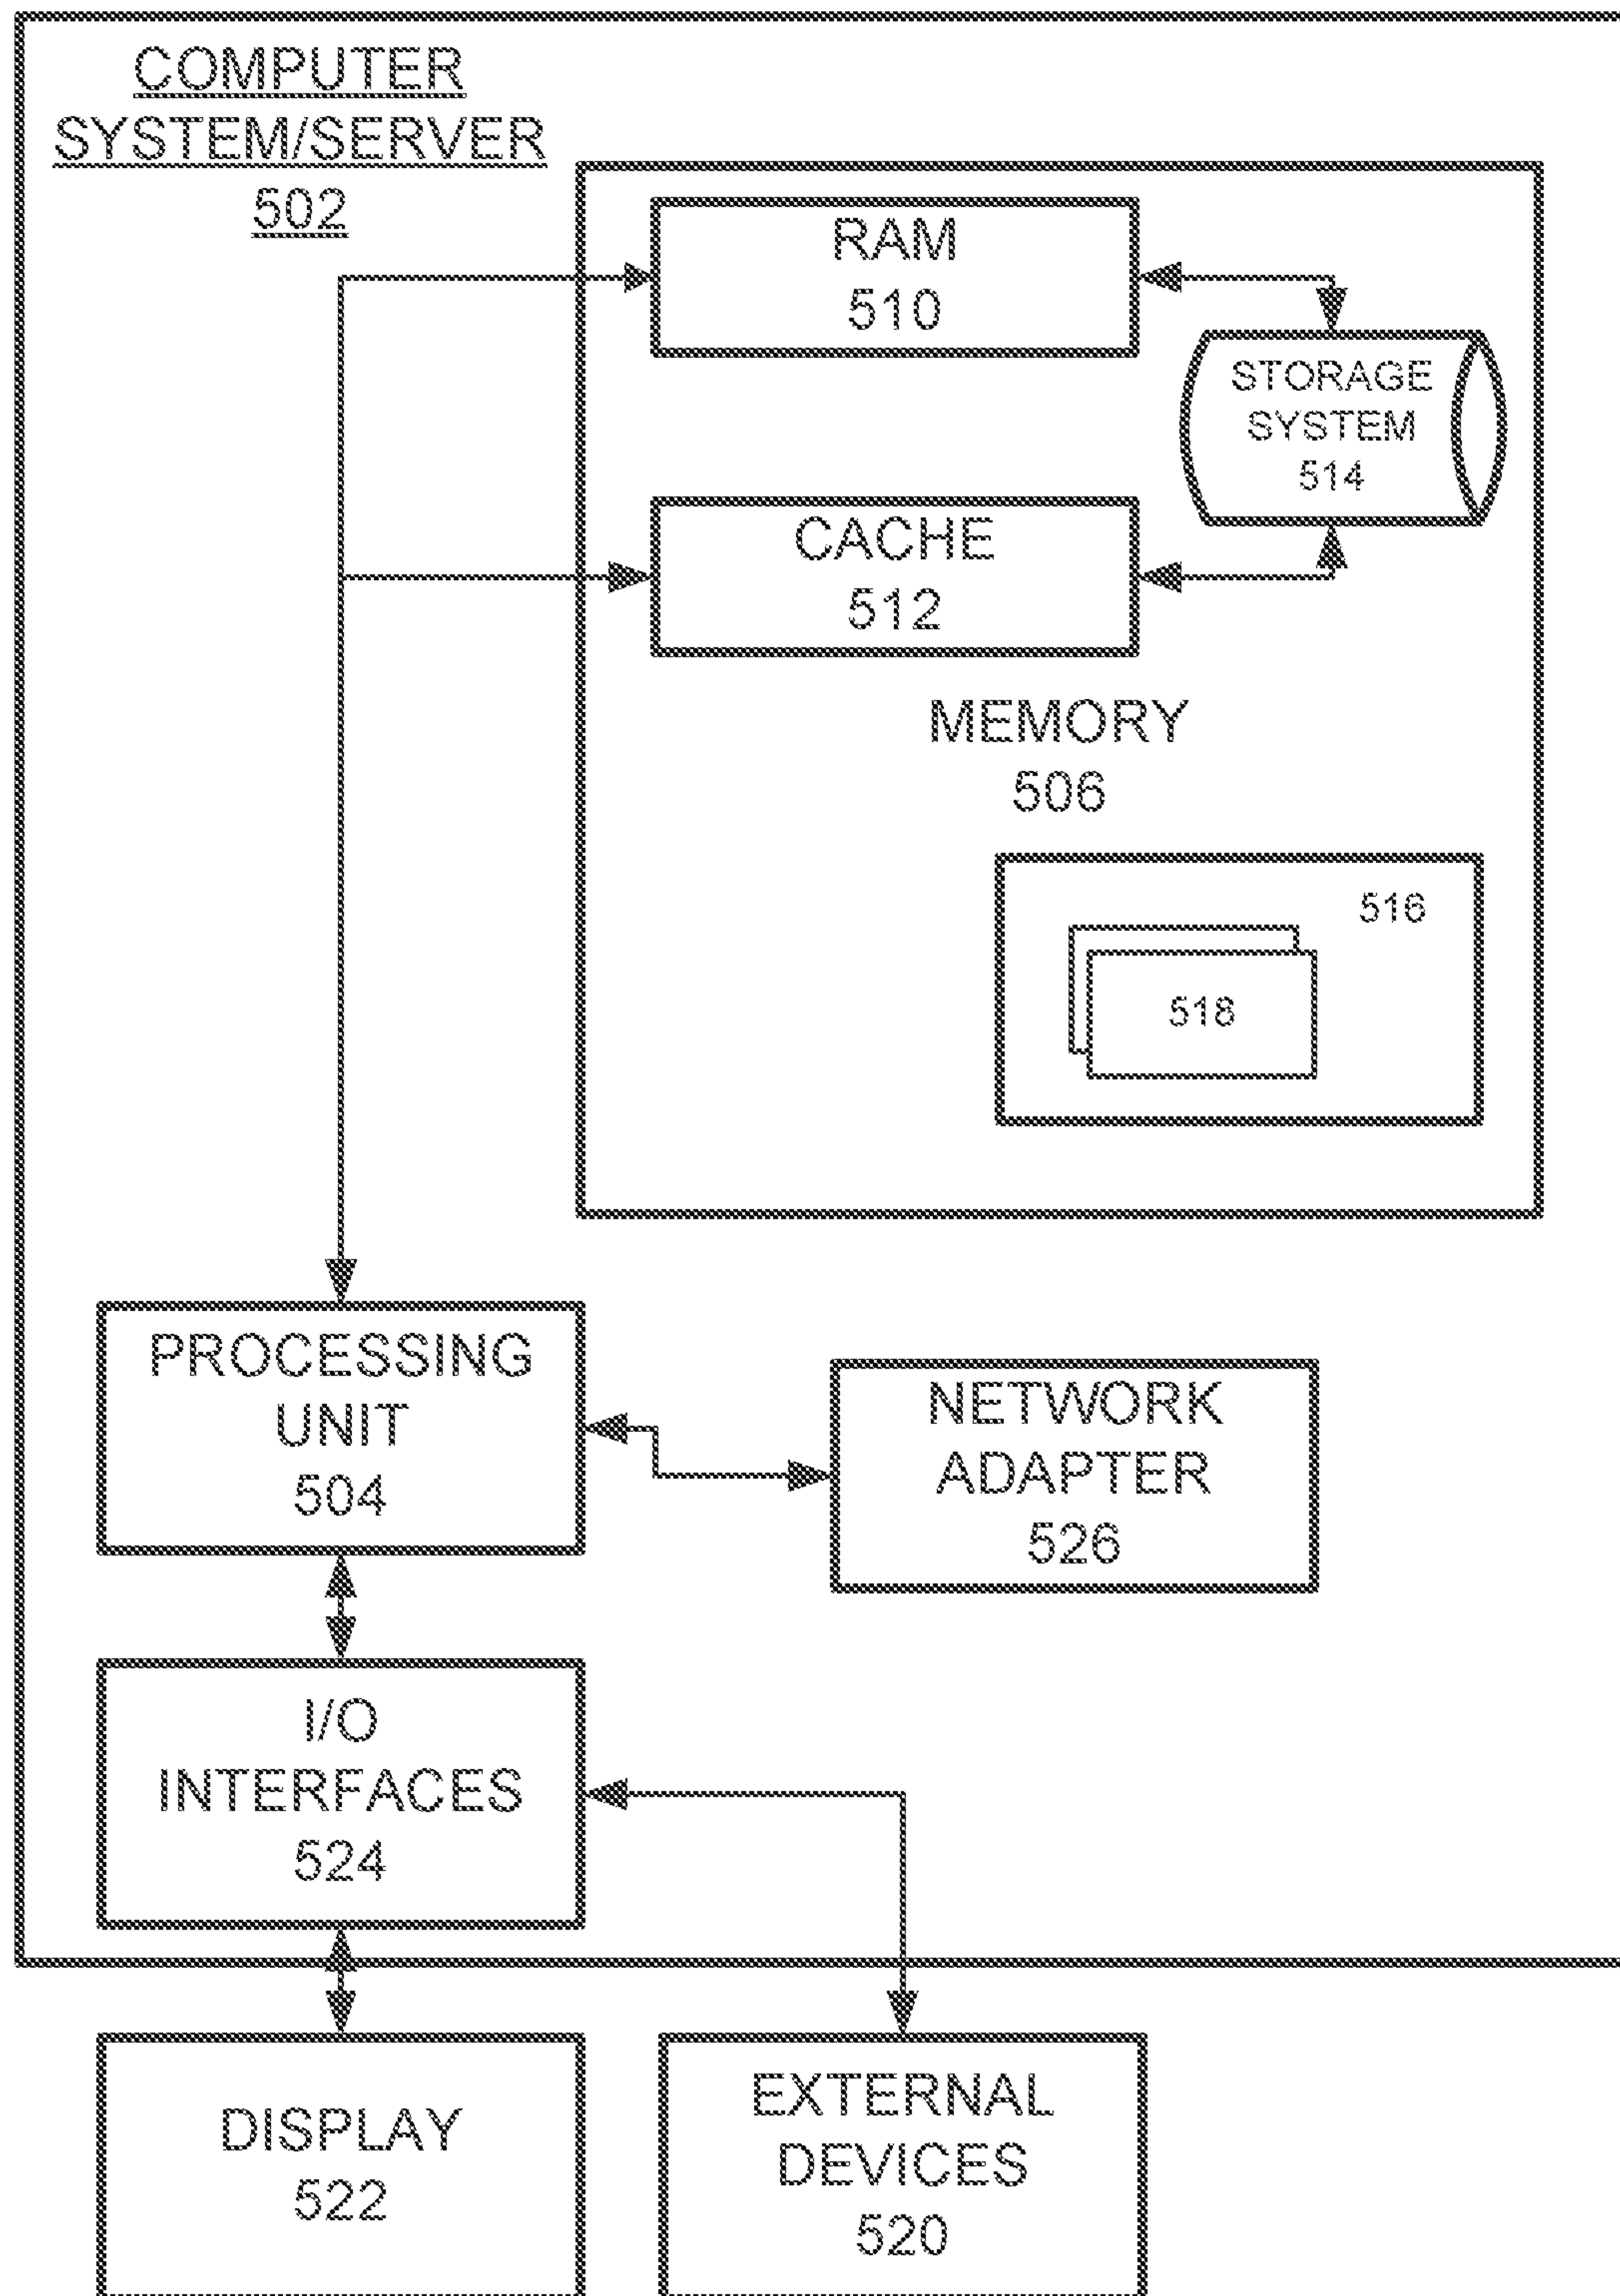 COMPUTER
SYSTEM/SERVER
502
RAM
510
STORAGE
SYSTEM
514
CACHE
512
MEMORY
506
516
518
PROCESSING
UNIT
504
NETWORK
ADAPTER
526
I/O
INTERFACES
524
DISPLAY
522
EXTERNAL
DEVICES
520